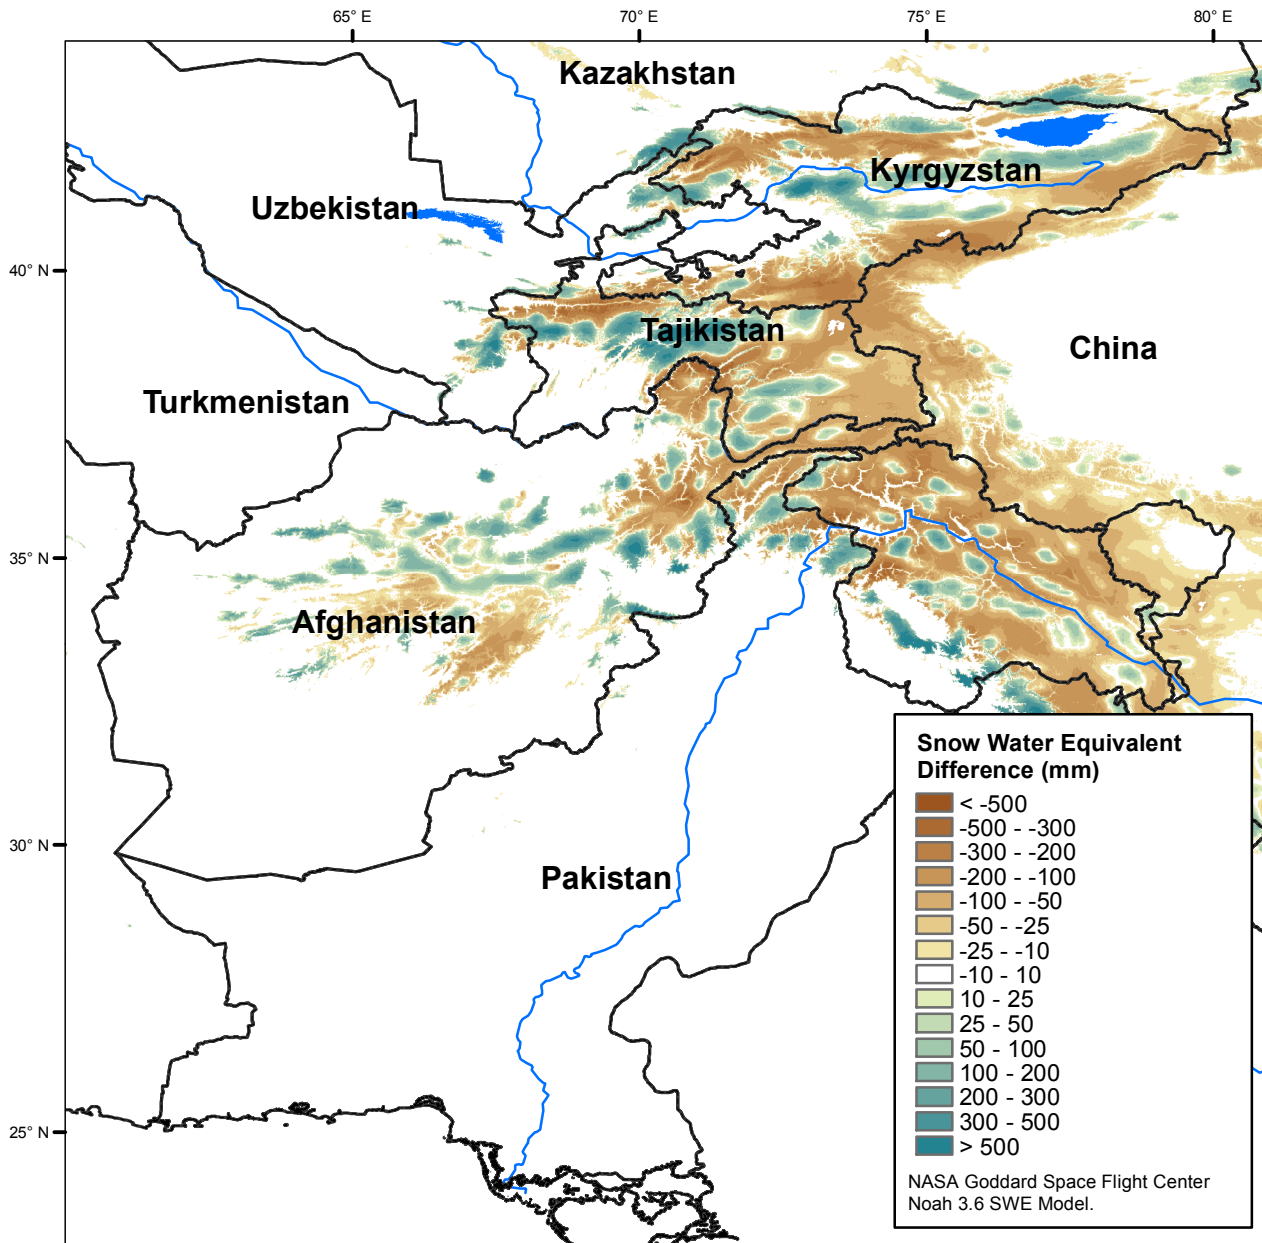 65° E
70° E
75° E
80° E
Kazakhstan
Kyrgyzstan
Uzbekistan
40° N
Tajikistan
China
Turkmenistan
35° N
Afghanistan
Snow Water Equivalent
Difference (mm)
< -500
-500 - -300
-300 - -200
-200 - -100
-100 - -50
-50 - -25
-25 - -10
-10 - 10
10 - 25
25 - 50
50 - 100
100 - 200
200 - 300
300 - 500
> 500
30° N
Pakistan
25° N
NASA Goddard Space Flight Center
Noah 3.6 SWE Model.